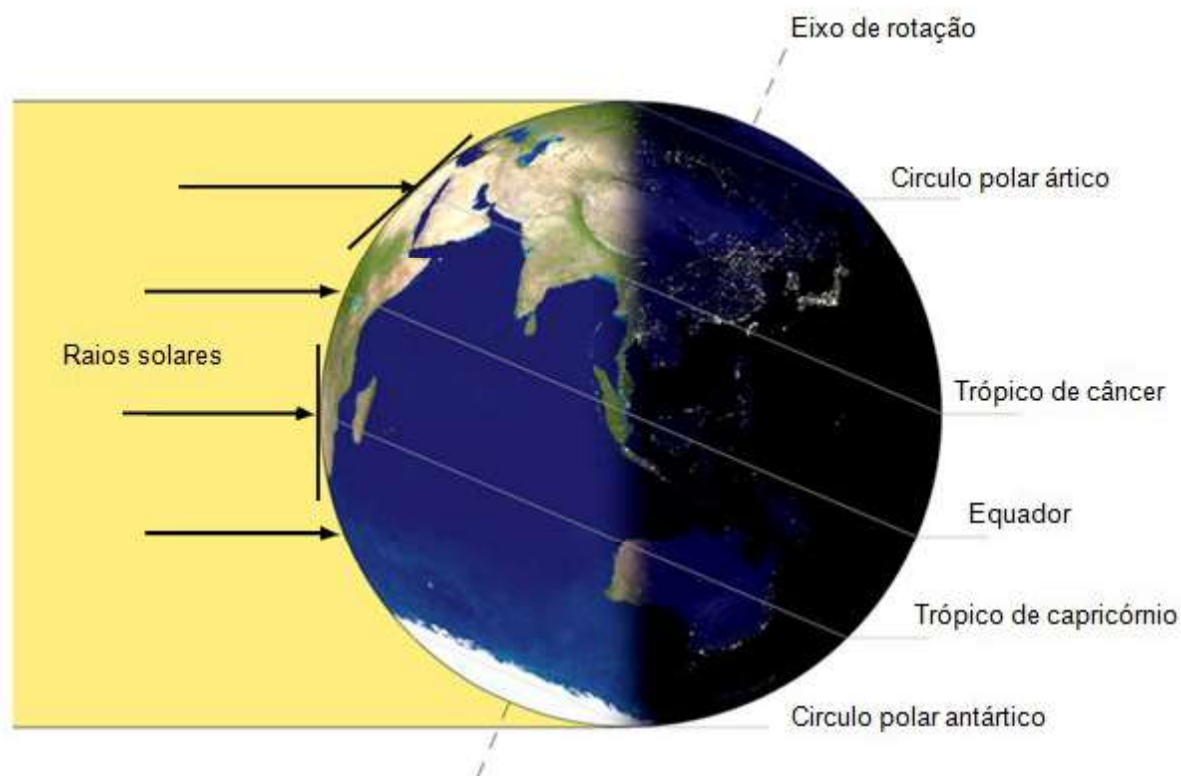 Eixo de rotação
Circulo polar ártico
Raios solares
Trópico de câncer
Equador
Trópico de capricórnio
Circulo polar antártico